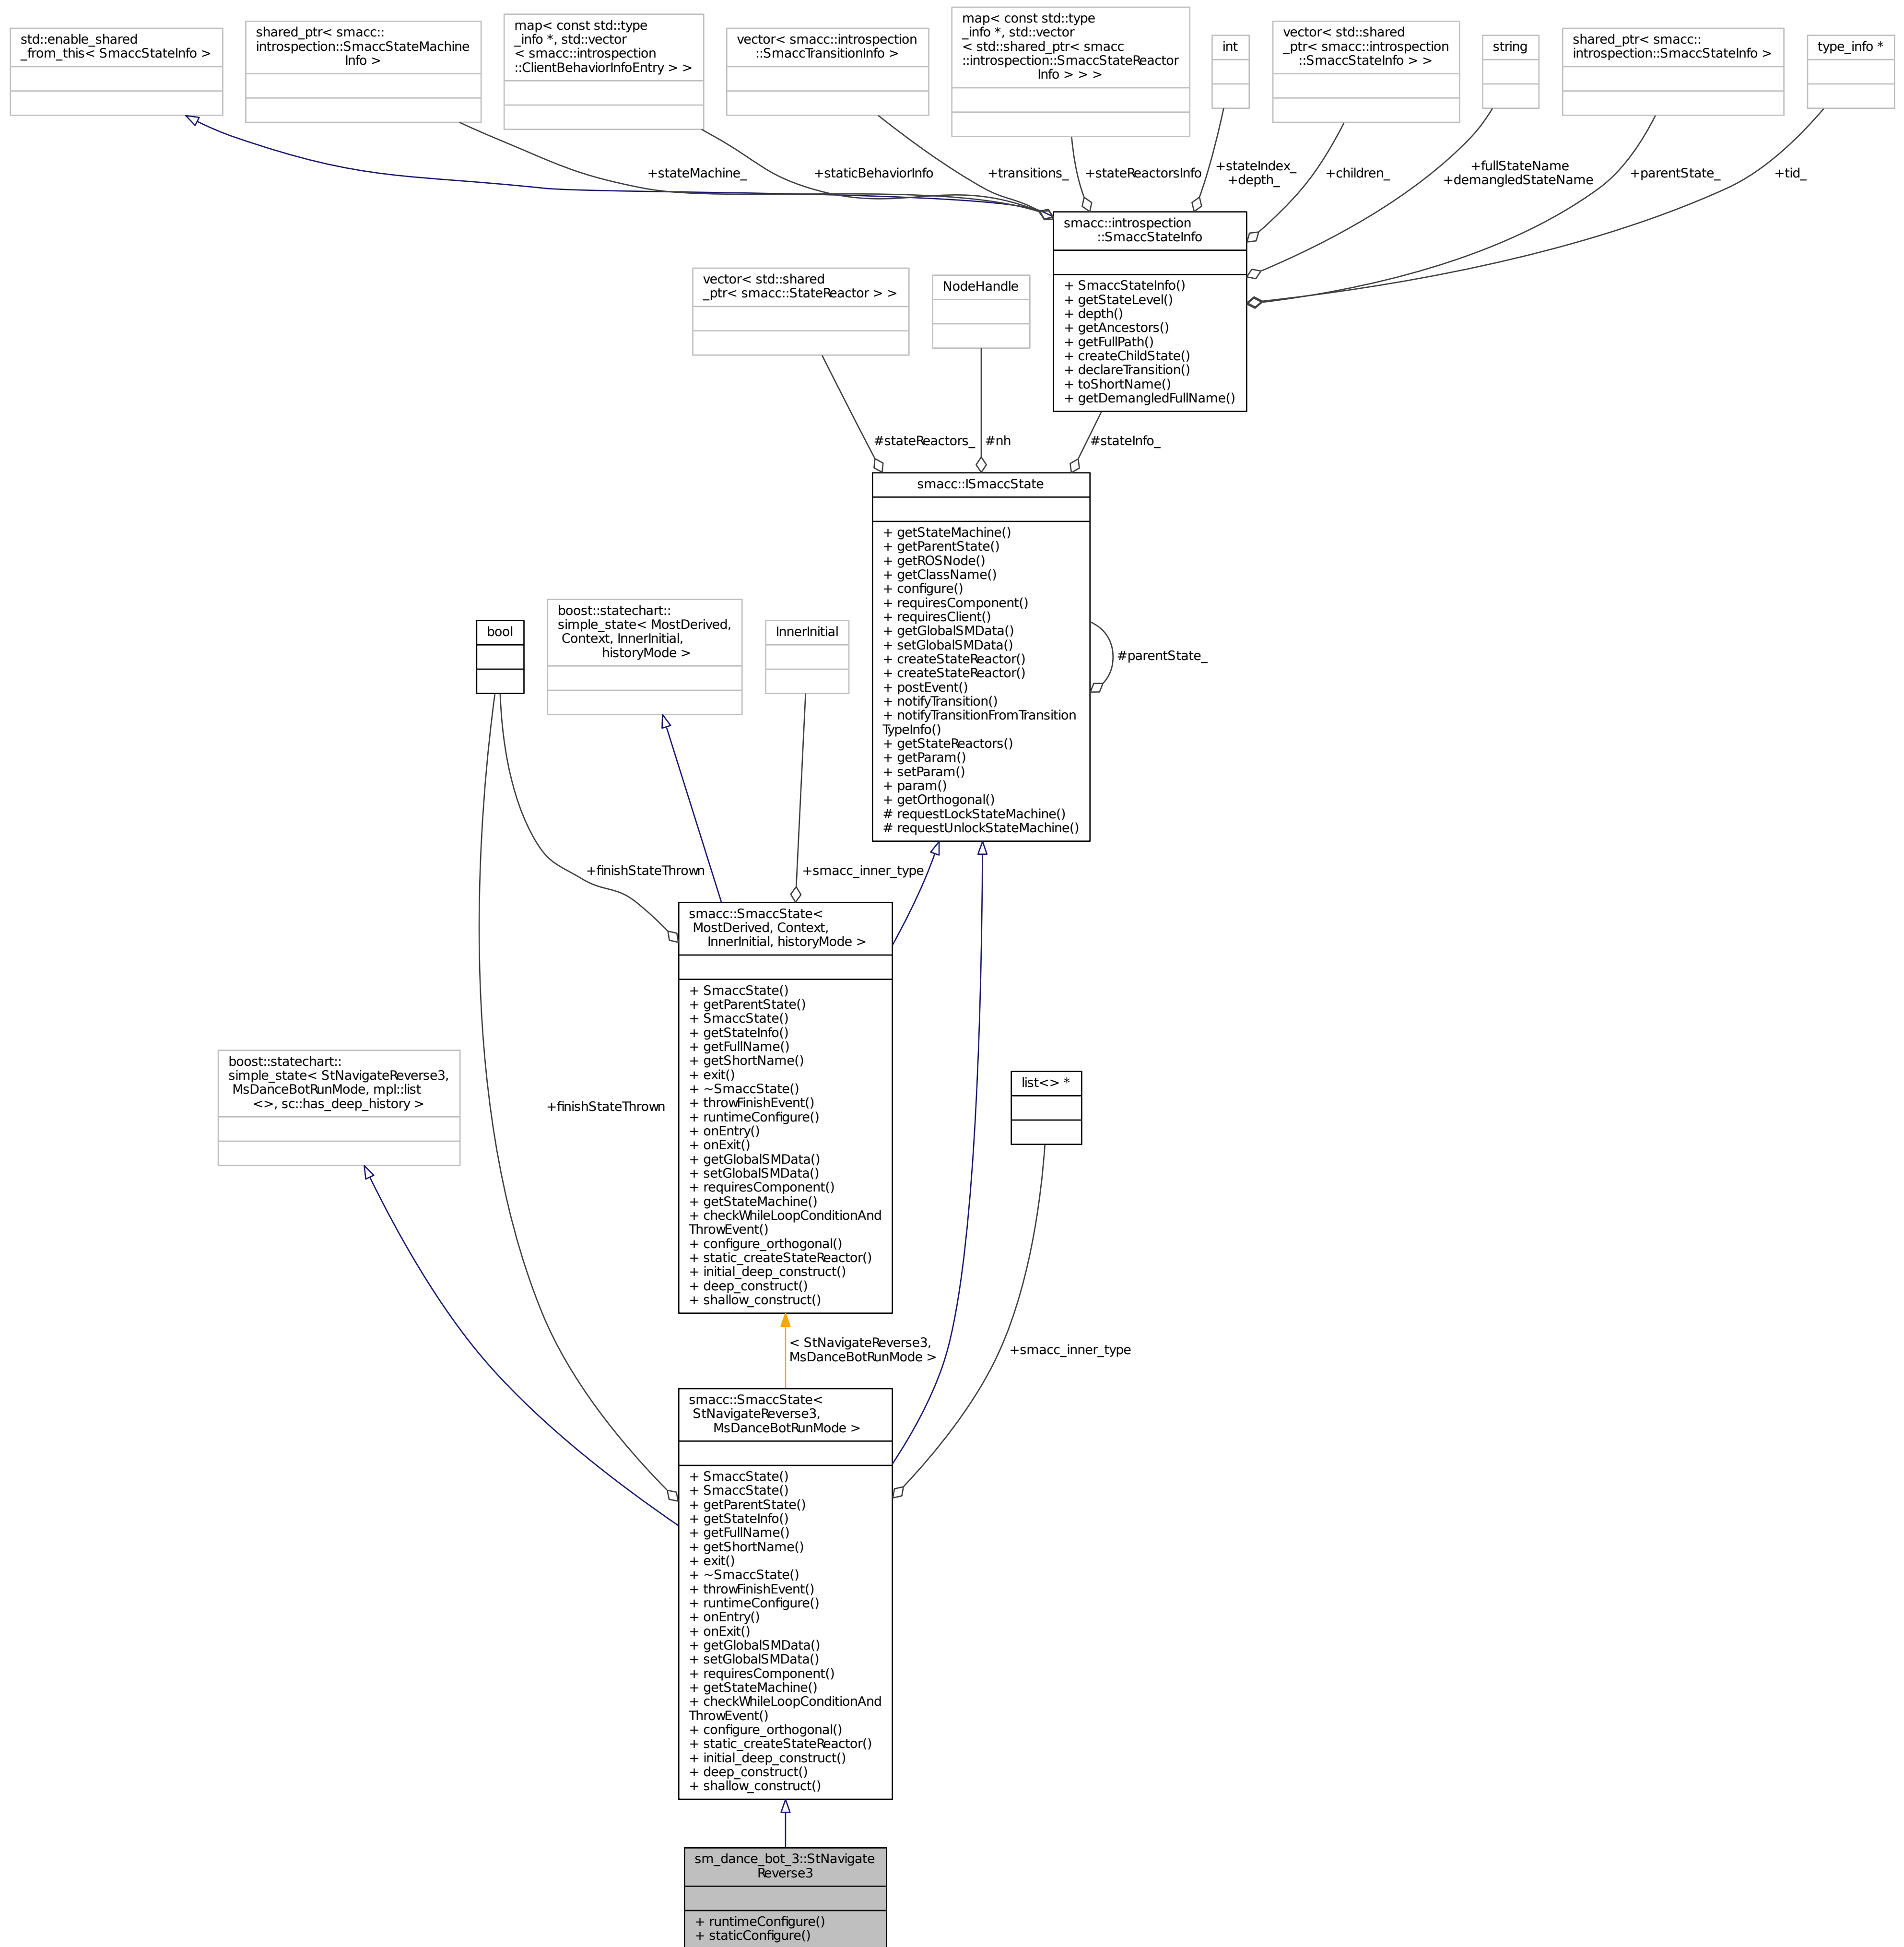 std::enable_shared
_from_this< SmaccStateInfo >
shared_ptr< smacc::
introspection::SmaccStateMachine
Info >
map< const std::type
_info *, std::vector
< smacc::introspection
::ClientBehaviorInfoEntry > >
vector< smacc::introspection
::SmaccTransitionInfo >
map< const std::type
_info *, std::vector
< std::shared_ptr< smacc
::introspection::SmaccStateReactor
Info > > >
int
vector< std::shared
_ptr< smacc::introspection
::SmaccStateInfo > >
string
shared_ptr< smacc::
introspection::SmaccStateInfo >
type_info *
+stateMachine_
+staticBehaviorInfo
+transitions_
+stateReactorsInfo
+stateIndex_
+depth_
+children_
+fullStateName
+demangledStateName
+parentState_
+tid_
smacc::introspection
::SmaccStateInfo
+ SmaccStateInfo()
+ getStateLevel()
+ depth()
+ getAncestors()
+ getFullPath()
+ createChildState()
+ declareTransition()
+ toShortName()
+ getDemangledFullName()
vector< std::shared
_ptr< smacc::StateReactor > >
NodeHandle
#stateReactors_
#nh
#stateInfo_
smacc::ISmaccState
+ getStateMachine()
+ getParentState()
+ getROSNode()
+ getClassName()
+ configure()
+ requiresComponent()
+ requiresClient()
+ getGlobalSMData()
+ setGlobalSMData()
+ createStateReactor()
+ createStateReactor()
+ postEvent()
+ notifyTransition()
+ notifyTransitionFromTransition
TypeInfo()
+ getStateReactors()
+ getParam()
+ setParam()
+ param()
+ getOrthogonal()
# requestLockStateMachine()
# requestUnlockStateMachine()
#parentState_
bool
boost::statechart::
simple_state< MostDerived,
Context, InnerInitial,
historyMode >
InnerInitial
+finishStateThrown
+smacc_inner_type
smacc::SmaccState<
MostDerived, Context,
InnerInitial, historyMode >
+ SmaccState()
+ getParentState()
+ SmaccState()
+ getStateInfo()
+ getFullName()
+ getShortName()
+ exit()
+ ~SmaccState()
+ throwFinishEvent()
+ runtimeConfigure()
+ onEntry()
+ onExit()
+ getGlobalSMData()
+ setGlobalSMData()
+ requiresComponent()
+ getStateMachine()
+ checkWhileLoopConditionAnd
ThrowEvent()
+ configure_orthogonal()
+ static_createStateReactor()
+ initial_deep_construct()
+ deep_construct()
+ shallow_construct()
boost::statechart::
simple_state< StNavigateReverse3,
MsDanceBotRunMode, mpl::list
<>, sc::has_deep_history >
+finishStateThrown
list<> *
< StNavigateReverse3,
MsDanceBotRunMode >
+smacc_inner_type
smacc::SmaccState<
StNavigateReverse3,
MsDanceBotRunMode >
+ SmaccState()
+ SmaccState()
+ getParentState()
+ getStateInfo()
+ getFullName()
+ getShortName()
+ exit()
+ ~SmaccState()
+ throwFinishEvent()
+ runtimeConfigure()
+ onEntry()
+ onExit()
+ getGlobalSMData()
+ setGlobalSMData()
+ requiresComponent()
+ getStateMachine()
+ checkWhileLoopConditionAnd
ThrowEvent()
+ configure_orthogonal()
+ static_createStateReactor()
+ initial_deep_construct()
+ deep_construct()
+ shallow_construct()
sm_dance_bot_3::StNavigate
Reverse3
+ runtimeConfigure()
+ staticConfigure()